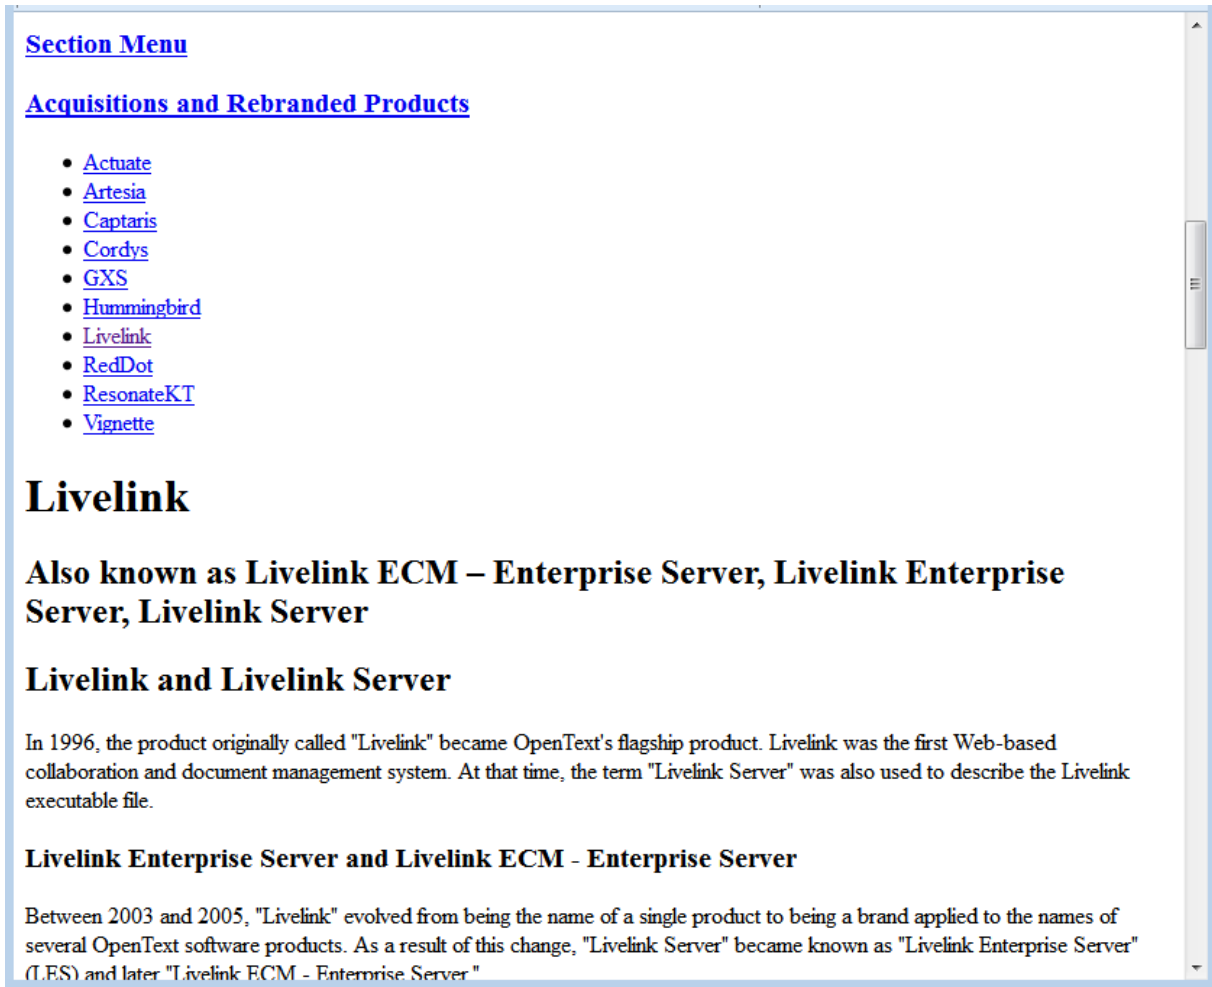 Section Menu
Acquisitions and Rebranded Products
• Actuate
• Artesia
• Captaris
• Cordys
• GXS
• Hummingbird
• Livelink
• RedDot
• ResonateKT
• Vignette
Livelink
Also known as Livelink ECM – Enterprise Server, Livelink Enterprise
Server, Livelink Server
Livelink and Livelink Server
In 1996, the product originally called "Livelink" became OpenText's flagship product. Livelink was the first Web-based
collaboration and document management system. At that time, the term "Livelink Server" was also used to describe the Livelink
executable file.
Livelink Enterprise Server and Livelink ECM - Enterprise Server
Between 2003 and 2005, "Livelink" evolved from being the name of a single product to being a brand applied to the names of
several OpenText software products. As a result of this change, "Livelink Server" became known as "Livelink Enterprise Server"
(LES) and later "Livelink ECM - Enterprise Server."